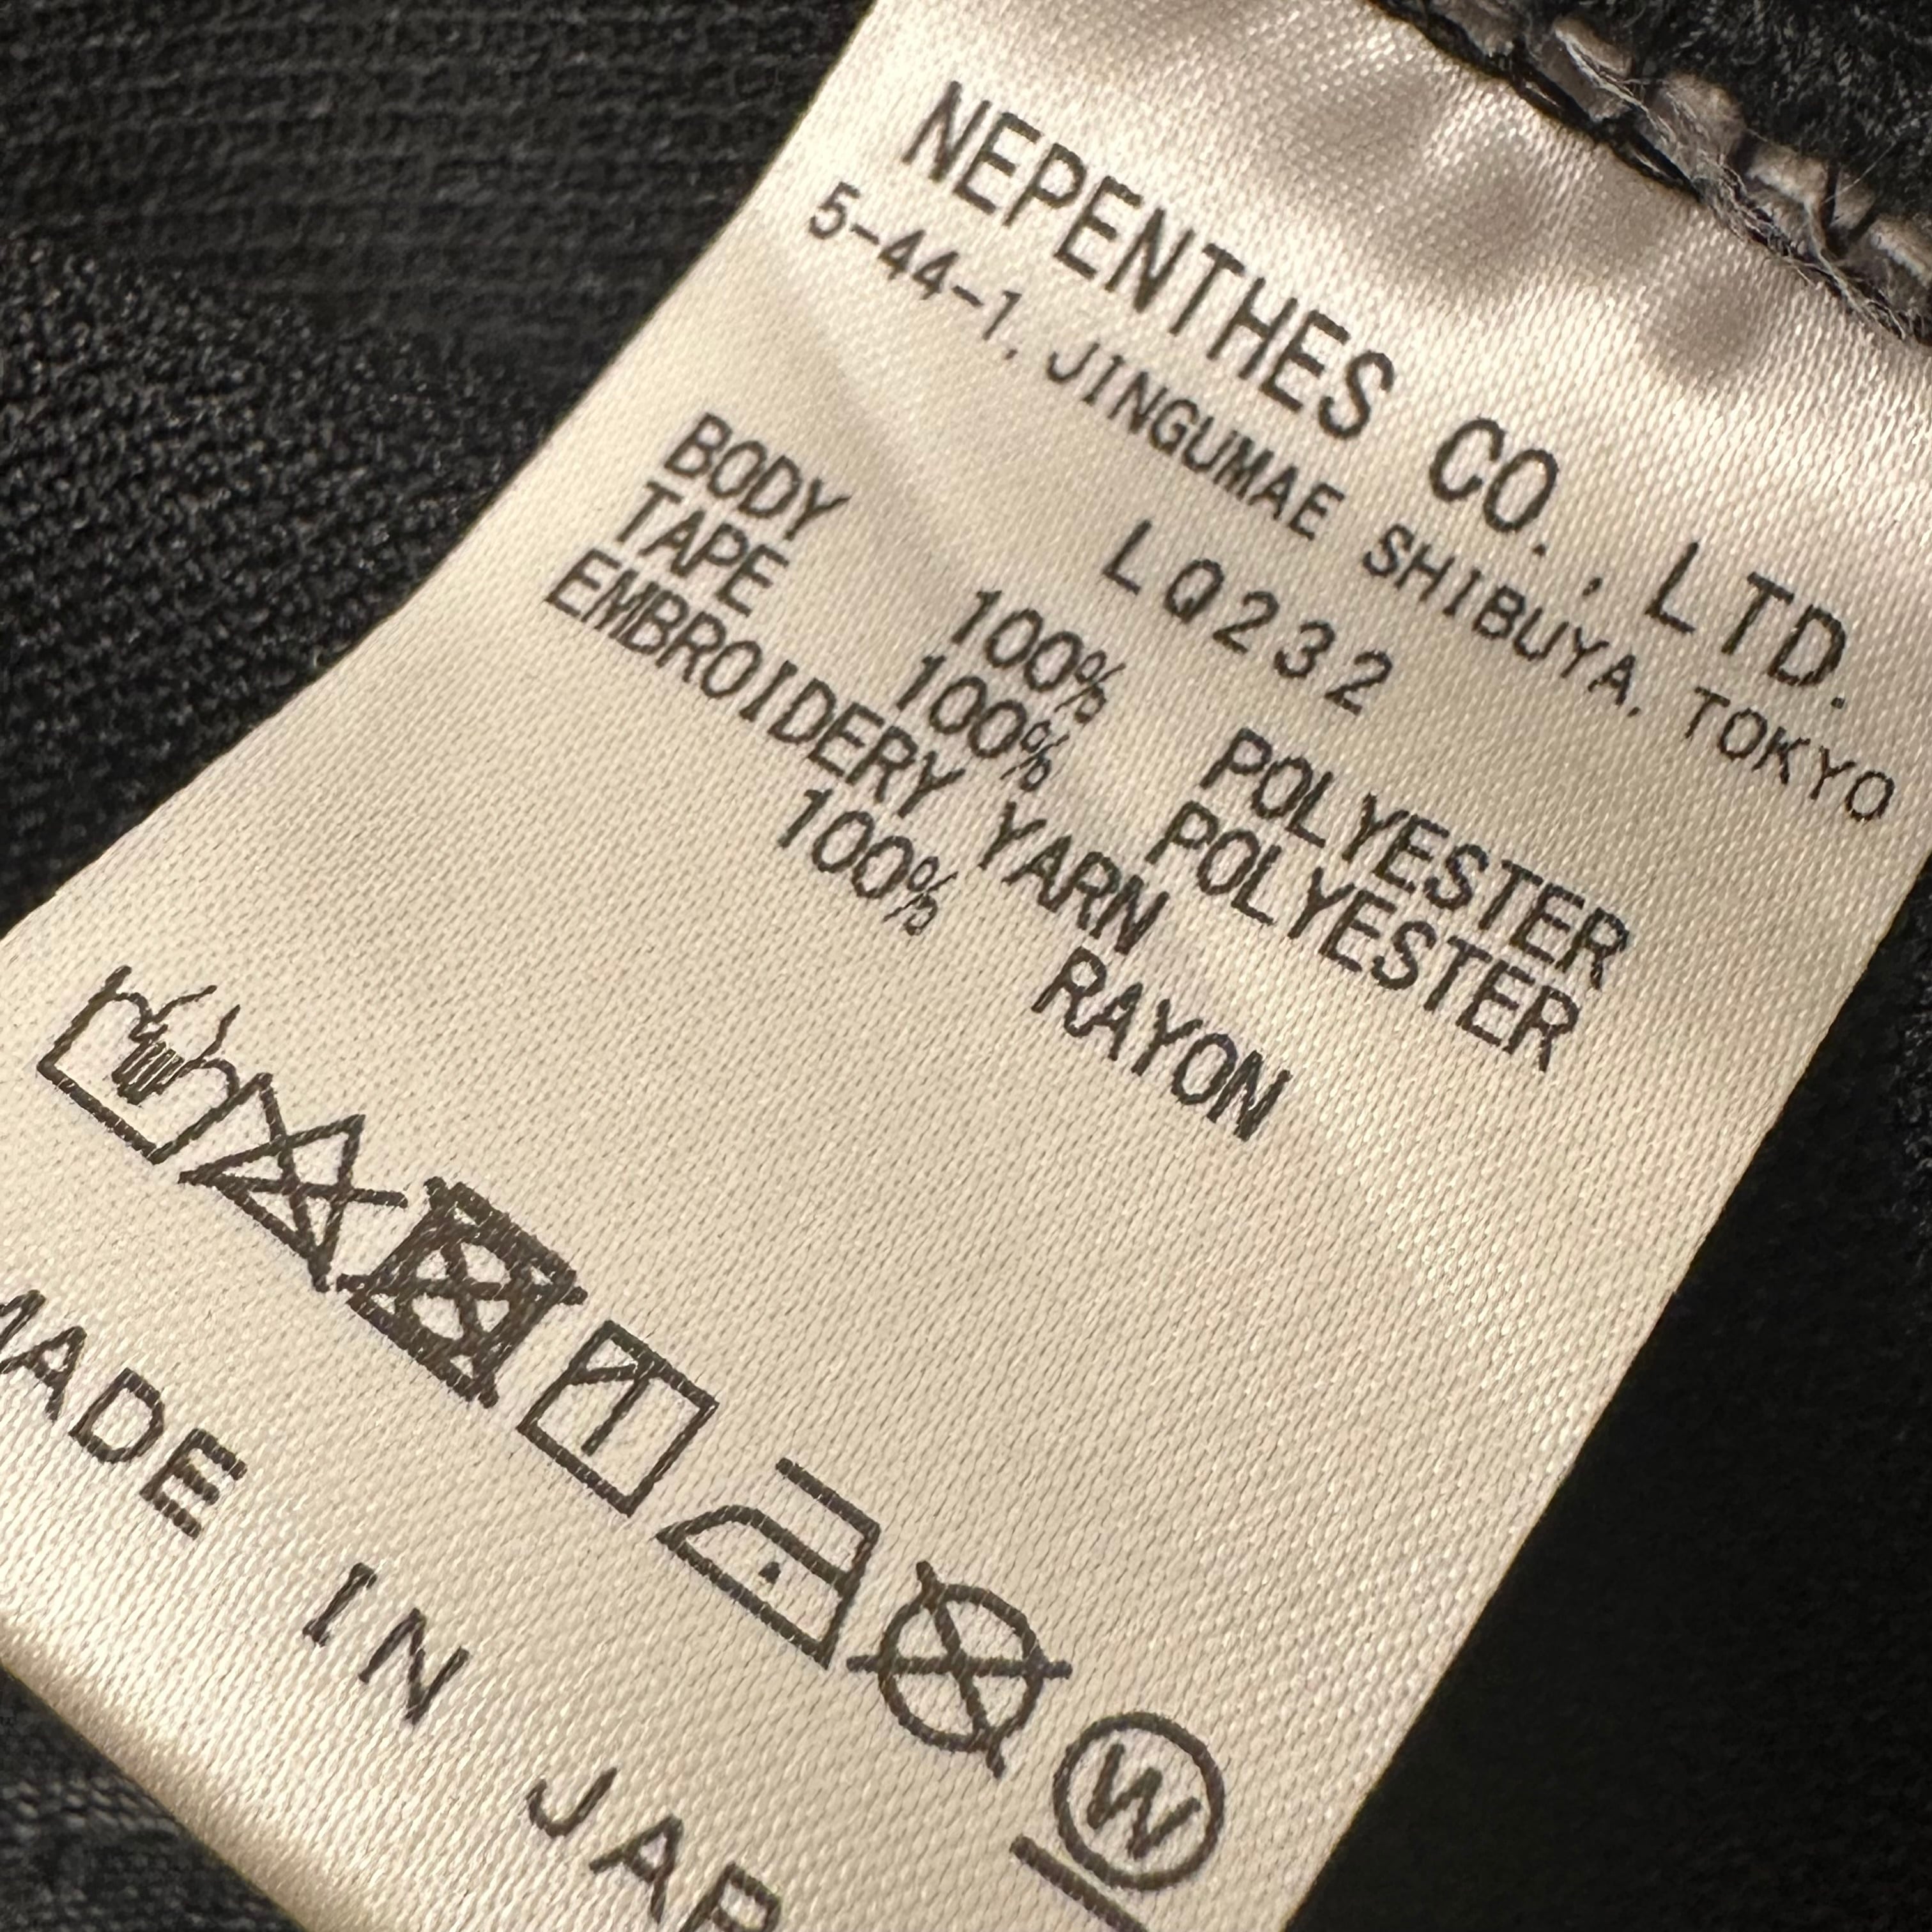 NEPENTHES CO., LTD.
5-44-1, JINGUMAE SHIBUYA, TOKYO
LQ232
BODY 100% POLYESTER
TAPE 100% POLYESTER
EMBROIDERY YARN
100% RAYON
W
MADE IN JAP